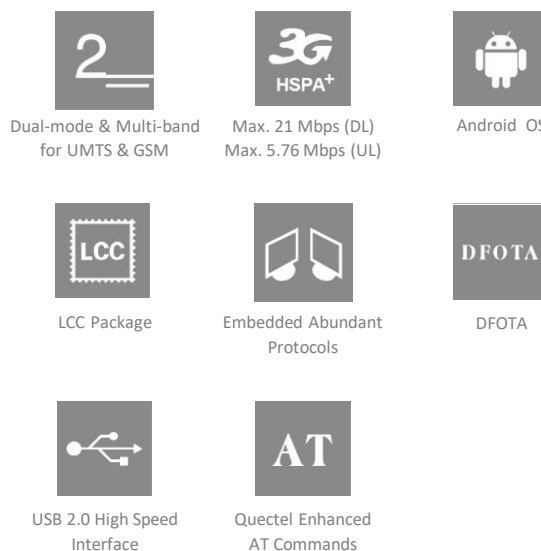 2
3G
HSPA+
Dual-mode & Multi-band
for UMTS & GSM
Max. 21 Mbps (DL)
Max. 5.76 Mbps (UL)
Android OS
LCC
DFOTA
LCC Package
Embedded Abundant
Protocols
DFOTA
AT
USB 2.0 High Speed
Interface
Quectel Enhanced
AT Commands